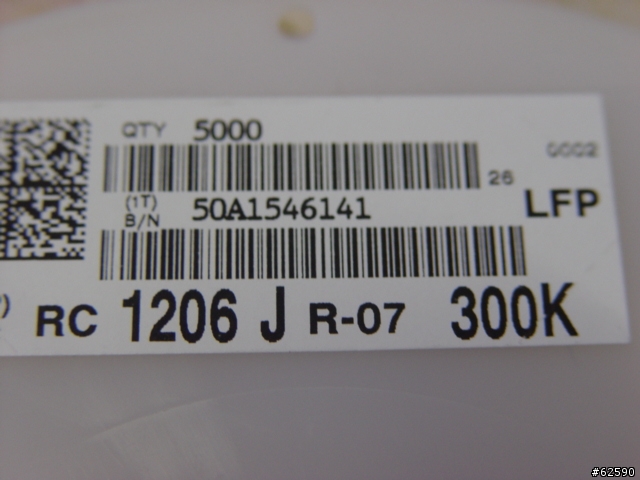 QTY 5000
0002
26
(1T)
B/N 50A1546141
LFP
RC 1206 J R-07 300K
#62590